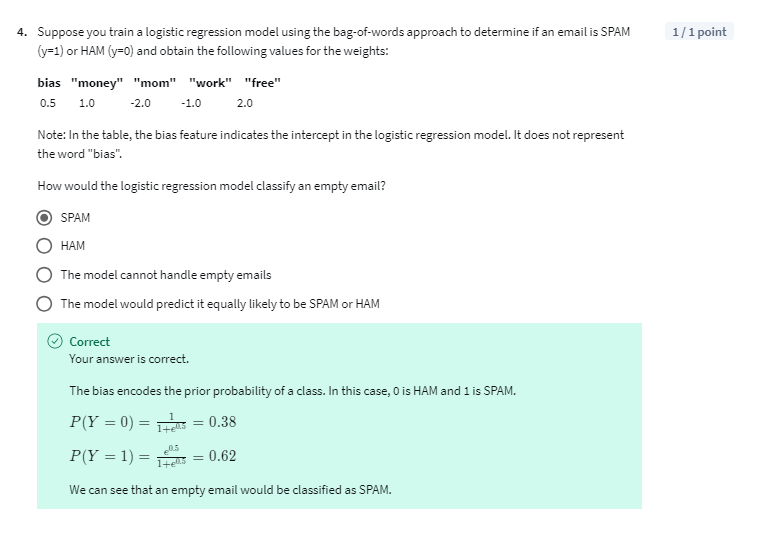 4. Suppose you train a logistic regression model using the bag-of-words approach to determine if an email is SPAM
1 / 1 point
(y=1) or HAM (y=0) and obtain the following values for the weights:
bias "money" "mom" "work" "free"
0.5 1.0 -2.0 -1.0 2.0
Note: In the table, the bias feature indicates the intercept in the logistic regression model. It does not represent
the word "bias".
How would the logistic regression model classify an empty email?
SPAM
HAM
The model cannot handle empty emails
The model would predict it equally likely to be SPAM or HAM
Correct
Your answer is correct.
The bias encodes the prior probability of a class. In this case, 0 is HAM and 1 is SPAM.
P(Y = 0) = 1/(1+e^0.5) = 0.38
P(Y = 1) = e^0.5/(1+e^0.5) = 0.62
We can see that an empty email would be classified as SPAM.